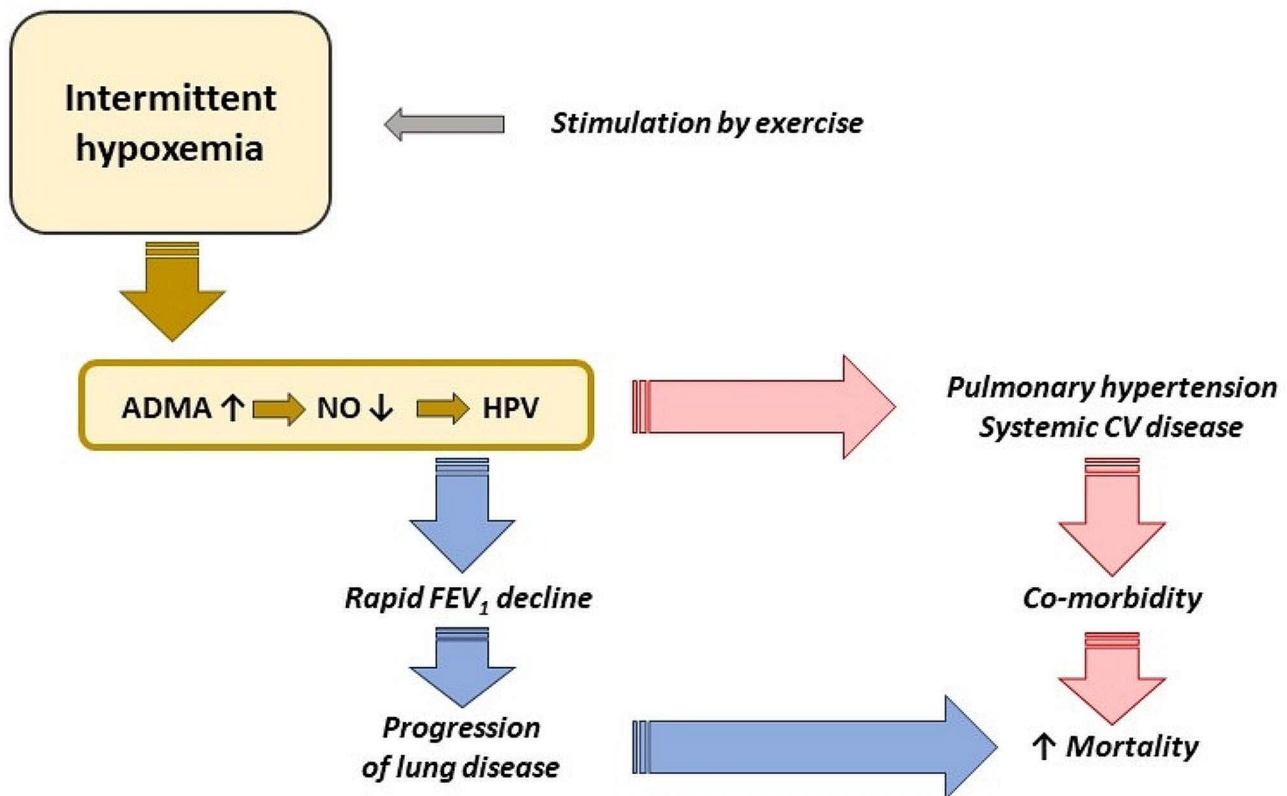 Intermittent
hypoxemia
Stimulation by exercise
ADMA ↑ NO ↓ HPV
Pulmonary hypertension
Systemic CV disease
Rapid FEV₁ decline
Co-morbidity
Progression
of lung disease
↑ Mortality